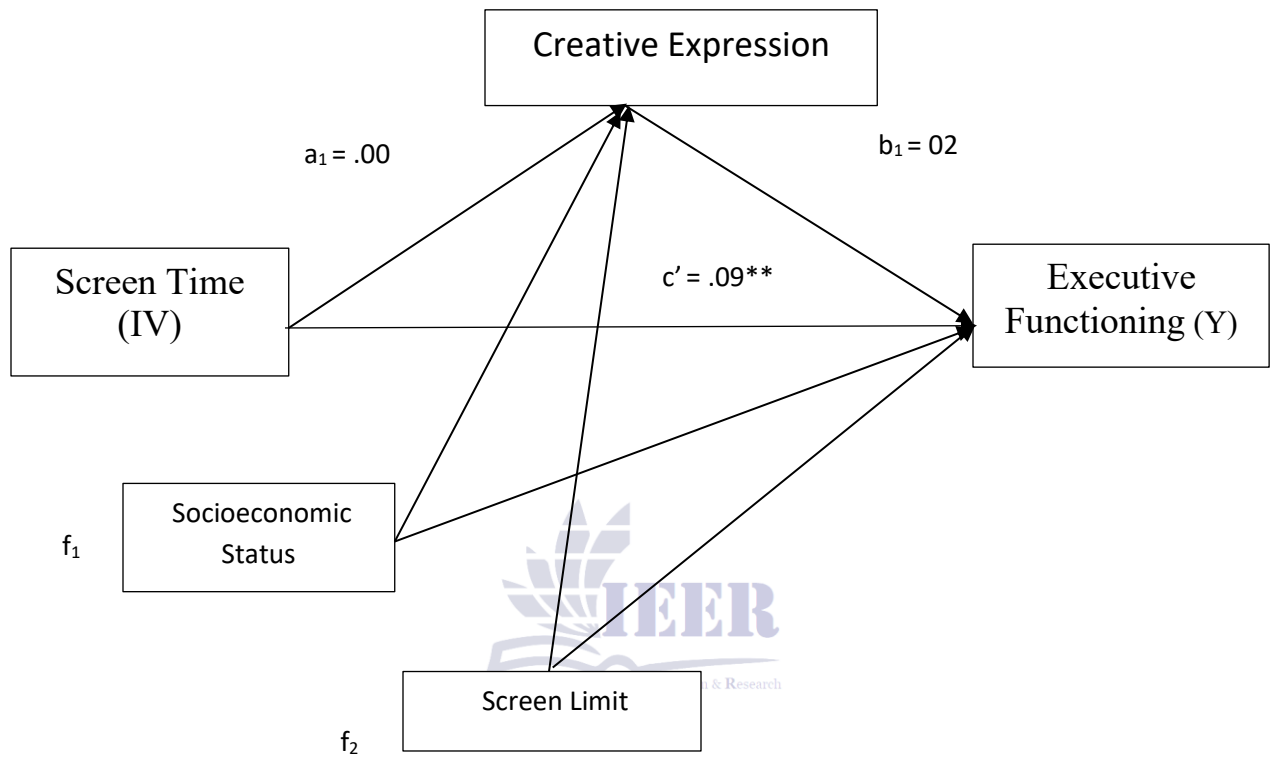 Creative Expression
a₁ = .00
b₁ = 02
Screen Time
(IV)
c’ = .09**
Executive
Functioning (Y)
Socioeconomic
Status
f₁
IEER
& Research
Screen Limit
f₂